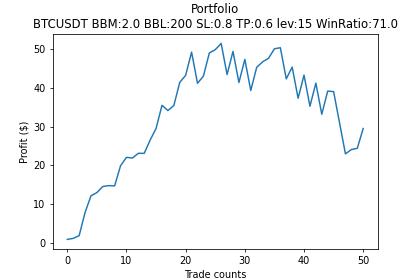 Portfolio
BTCUSDT BBM:2.0 BBL:200 SL:0.8 TP:0.6 lev:15 WinRatio:71.0
50
40
30
20
10
0
Profit ($)
0 10 20 30 40 50
Trade counts